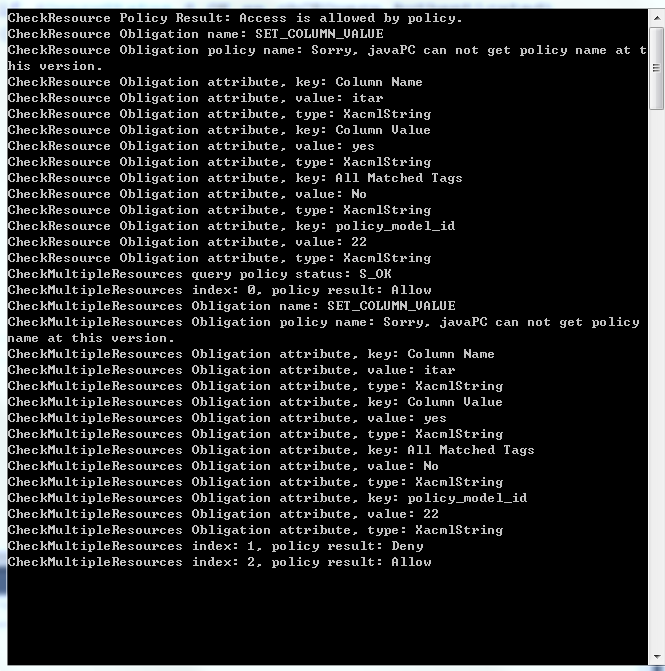 CheckResource Policy Result: Access is allowed by policy.
CheckResource Obligation name: SET_COLUMN_VALUE
CheckResource Obligation policy name: Sorry, javaPC can not get policy name at t
his version.
CheckResource Obligation attribute, key: Column Name
CheckResource Obligation attribute, value: itar
CheckResource Obligation attribute, type: XacmlString
CheckResource Obligation attribute, key: Column Value
CheckResource Obligation attribute, value: yes
CheckResource Obligation attribute, type: XacmlString
CheckResource Obligation attribute, key: All Matched Tags
CheckResource Obligation attribute, value: No
CheckResource Obligation attribute, type: XacmlString
CheckResource Obligation attribute, key: policy_model_id
CheckResource Obligation attribute, value: 22
CheckResource Obligation attribute, type: XacmlString
CheckMultipleResources query policy status: S_OK
CheckMultipleResources index: 0, policy result: Allow
CheckMultipleResources Obligation name: SET_COLUMN_VALUE
CheckMultipleResources Obligation policy name: Sorry, javaPC can not get policy
name at this version.
CheckMultipleResources Obligation attribute, key: Column Name
CheckMultipleResources Obligation attribute, value: itar
CheckMultipleResources Obligation attribute, type: XacmlString
CheckMultipleResources Obligation attribute, key: Column Value
CheckMultipleResources Obligation attribute, value: yes
CheckMultipleResources Obligation attribute, type: XacmlString
CheckMultipleResources Obligation attribute, key: All Matched Tags
CheckMultipleResources Obligation attribute, value: No
CheckMultipleResources Obligation attribute, type: XacmlString
CheckMultipleResources Obligation attribute, key: policy_model_id
CheckMultipleResources Obligation attribute, value: 22
CheckMultipleResources Obligation attribute, type: XacmlString
CheckMultipleResources index: 1, policy result: Deny
CheckMultipleResources index: 2, policy result: Allow